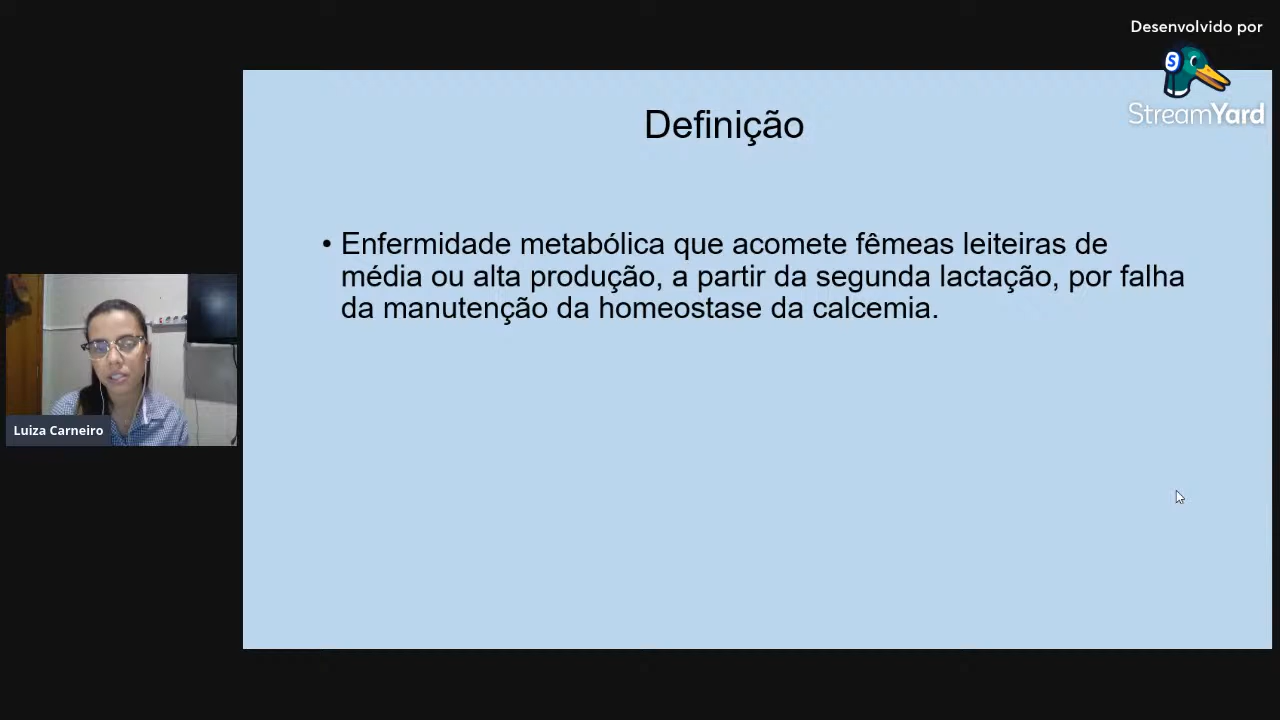 Desenvolvido por
S
StreamYard
Definição
• Enfermidade metabólica que acomete fêmeas leiteiras de
média ou alta produção, a partir da segunda lactação, por falha
da manutenção da homeostase da calcemia.
Luiza Carneiro